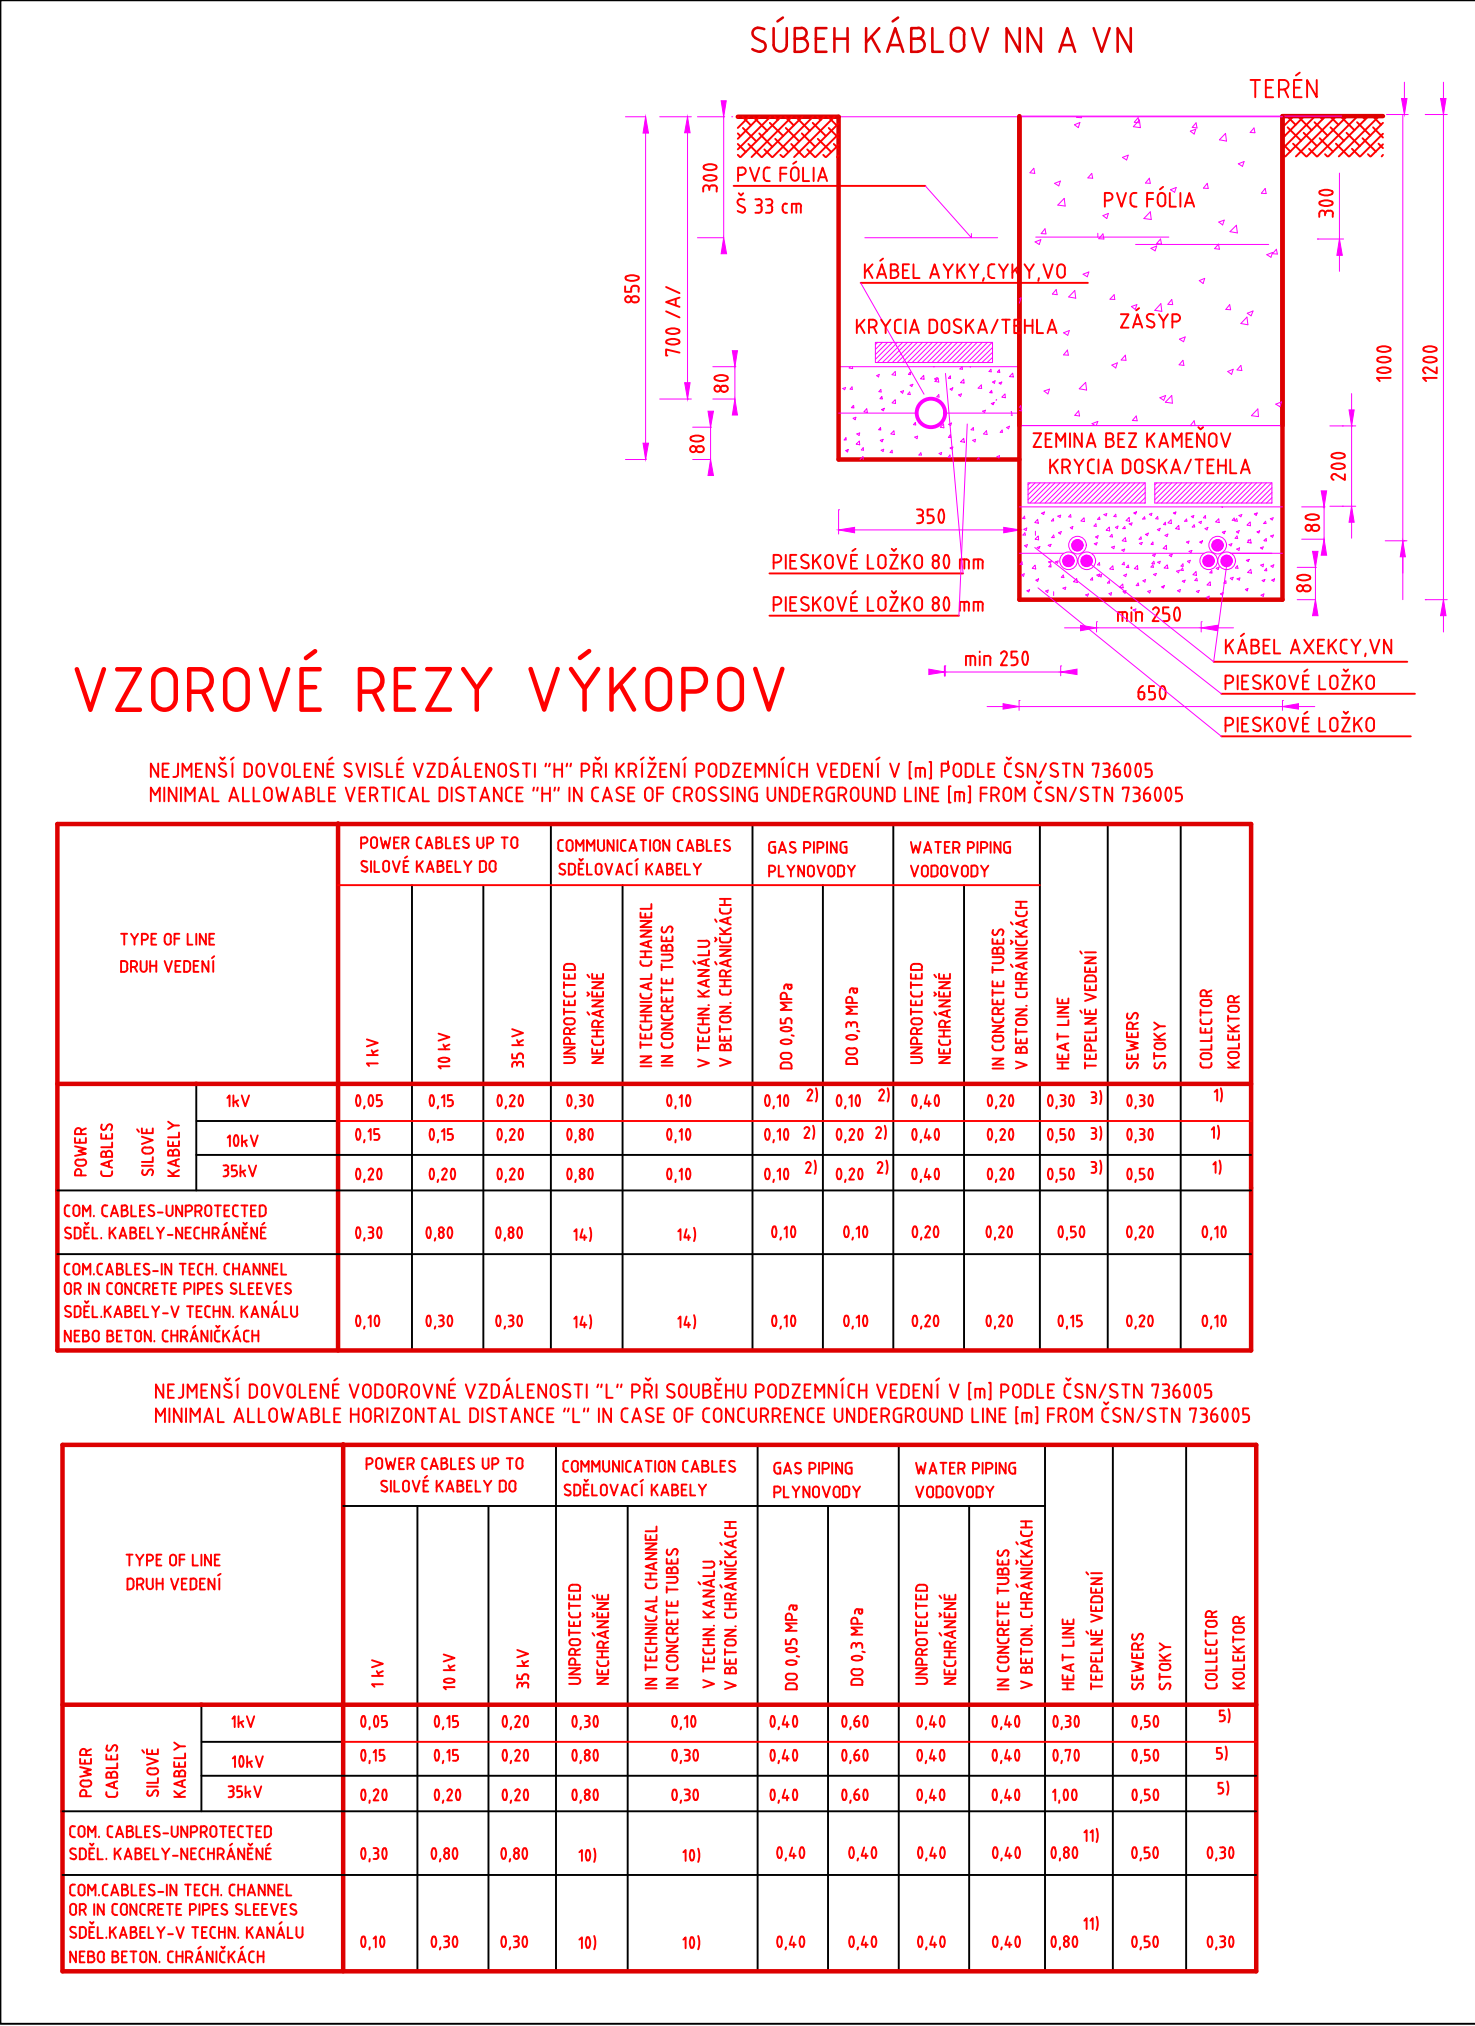 SÚBEH KÁBLOV NN A VN
TERÉN
300
PVC FÓLIA
Š 33 cm
PVC FÓLIA
300
850
700 /A/
KÁBEL AYKY,CYKY,VO
KRYCIA DOSKA/TEHLA
ZÁSYP
1000
1200
80
80
ZEMINA BEZ KAMEŇOV
KRYCIA DOSKA/TEHLA
200
350
80
PIESKOVÉ LOŽKO 80 mm
80
PIESKOVÉ LOŽKO 80 mm
min 250
KÁBEL AXEKCY,VN
min 250
PIESKOVÉ LOŽKO
650
PIESKOVÉ LOŽKO
VZOROVÉ REZY VÝKOPOV
NEJMENŠÍ DOVOLENÉ SVISLÉ VZDÁLENOSTI "H" PŘI KRÍŽENÍ PODZEMNÍCH VEDENÍ V [m] PODLE ČSN/STN 736005
MINIMAL ALLOWABLE VERTICAL DISTANCE "H" IN CASE OF CROSSING UNDERGROUND LINE [m] FROM ČSN/STN 736005
TYPE OF LINE
DRUH VEDENÍ
POWER CABLES UP TO
SILOVÉ KABELY DO
COMMUNICATION CABLES
SDĚLOVACÍ KABELY
GAS PIPING
PLYNOVODY
WATER PIPING
VODOVODY
1 kV
10 kV
35 kV
UNPROTECTED
NECHRÁNĚNÉ
IN TECHNICAL CHANNEL
IN CONCRETE TUBES
V TECHN. KANÁLU
V BETON. CHRÁNIČKÁCH
DO 0,05 MPa
DO 0,3 MPa
UNPROTECTED
NECHRÁNĚNÉ
IN CONCRETE TUBES
V BETON. CHRÁNIČKÁCH
HEAT LINE
TEPELNÉ VEDENÍ
SEWERS
STOKY
COLLECTOR
KOLEKTOR
POWER
CABLES
SILOVÉ
KABELY
1kV 0,05 0,15 0,20 0,30 0,10 0,10 2) 0,10 2) 0,40 0,20 0,30 3) 0,30 1)
10kV 0,15 0,15 0,20 0,80 0,10 0,10 2) 0,20 2) 0,40 0,20 0,50 3) 0,30 1)
35kV 0,20 0,20 0,20 0,80 0,10 0,10 2) 0,20 2) 0,40 0,20 0,50 3) 0,50 1)
COM. CABLES-UNPROTECTED
SDĚL. KABELY-NECHRÁNĚNÉ 0,30 0,80 0,80 14) 14) 0,10 0,10 0,20 0,20 0,50 0,20 0,10
COM.CABLES-IN TECH. CHANNEL
OR IN CONCRETE PIPES SLEEVES
SDĚL.KABELY-V TECHN. KANÁLU
NEBO BETON. CHRÁNIČKÁCH 0,10 0,30 0,30 14) 14) 0,10 0,10 0,20 0,20 0,15 0,20 0,10
NEJMENŠÍ DOVOLENÉ VODOROVNÉ VZDÁLENOSTI "L" PŘI SOUBĚHU PODZEMNÍCH VEDENÍ V [m] PODLE ČSN/STN 736005
MINIMAL ALLOWABLE HORIZONTAL DISTANCE "L" IN CASE OF CONCURRENCE UNDERGROUND LINE [m] FROM ČSN/STN 736005
TYPE OF LINE
DRUH VEDENÍ
POWER CABLES UP TO
SILOVÉ KABELY DO
COMMUNICATION CABLES
SDĚLOVACÍ KABELY
GAS PIPING
PLYNOVODY
WATER PIPING
VODOVODY
1 kV
10 kV
35 kV
UNPROTECTED
NECHRÁNĚNÉ
IN TECHNICAL CHANNEL
IN CONCRETE TUBES
V TECHN. KANÁLU
V BETON. CHRÁNIČKÁCH
DO 0,05 MPa
DO 0,3 MPa
UNPROTECTED
NECHRÁNĚNÉ
IN CONCRETE TUBES
V BETON. CHRÁNIČKÁCH
HEAT LINE
TEPELNÉ VEDENÍ
SEWERS
STOKY
COLLECTOR
KOLEKTOR
POWER
CABLES
SILOVÉ
KABELY
1kV 0,05 0,15 0,20 0,30 0,10 0,40 0,60 0,40 0,40 0,30 0,50 5)
10kV 0,15 0,15 0,20 0,80 0,30 0,40 0,60 0,40 0,40 0,70 0,50 5)
35kV 0,20 0,20 0,20 0,80 0,30 0,40 0,60 0,40 0,40 1,00 0,50 5)
COM. CABLES-UNPROTECTED
SDĚL. KABELY-NECHRÁNĚNÉ 0,30 0,80 0,80 10) 10) 0,40 0,40 0,40 0,40 0,80 11) 0,50 0,30
COM.CABLES-IN TECH. CHANNEL
OR IN CONCRETE PIPES SLEEVES
SDĚL.KABELY-V TECHN. KANÁLU
NEBO BETON. CHRÁNIČKÁCH 0,10 0,30 0,30 10) 10) 0,40 0,40 0,40 0,40 0,80 11) 0,50 0,30